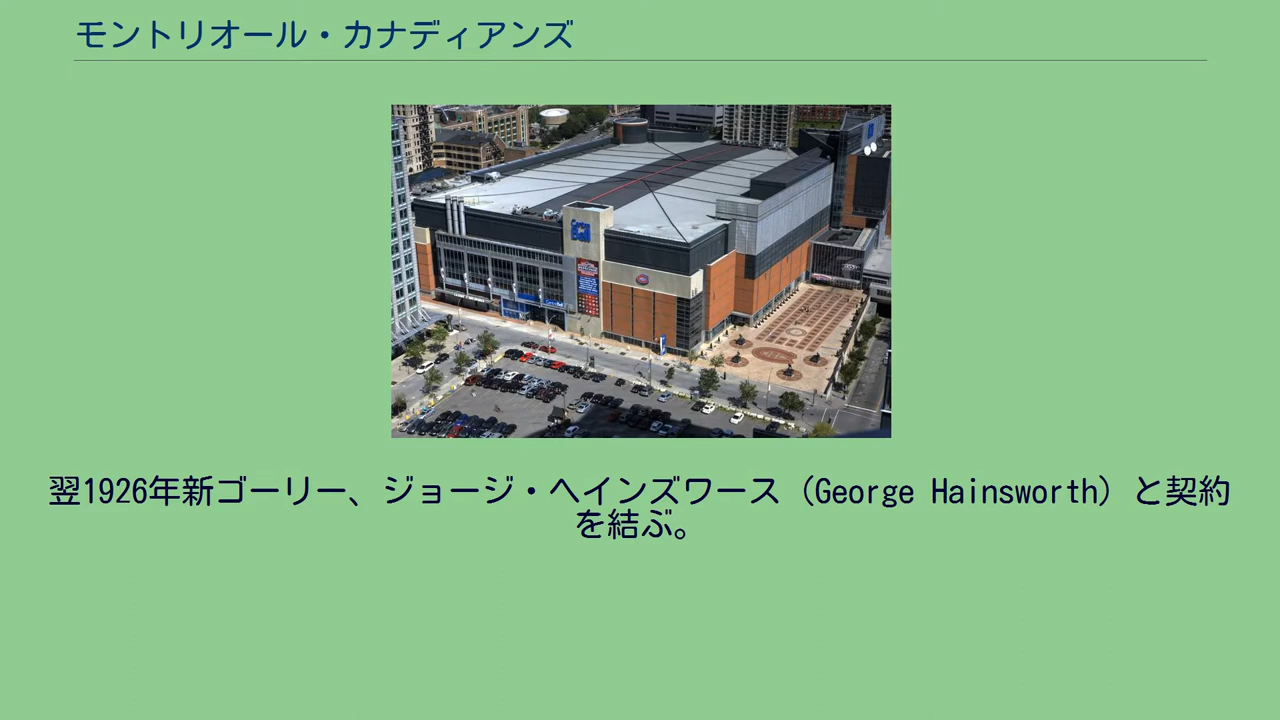 モントリオール・カナディアンズ
Centre
Bell
翌1926年新ゴーリー、ジョージ・ヘインズワース（George Hainsworth）と契約
を結ぶ。